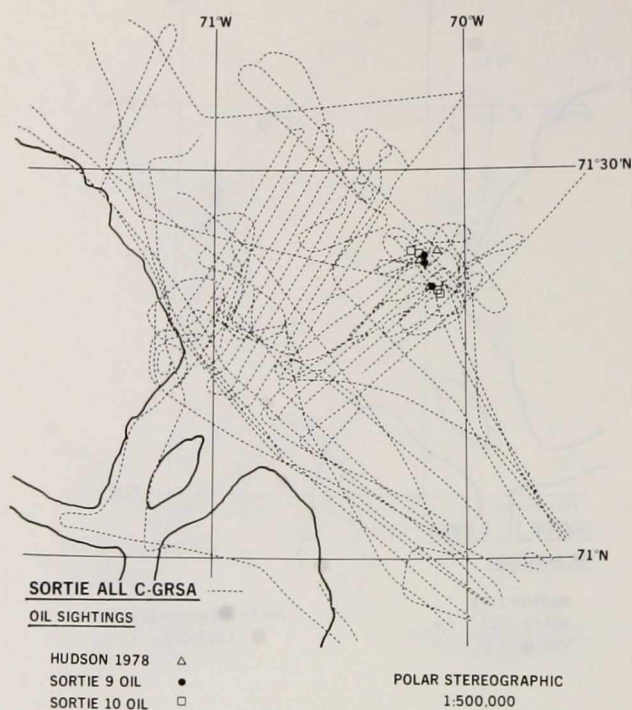 71°W
70°W
71°30'N
71°N
SORTIE ALL C-GRSA
OIL SIGHTINGS
HUDSON 1978 △
SORTIE 9 OIL ●
SORTIE 10 OIL □
POLAR STEREOGRAPHIC
1:500,000